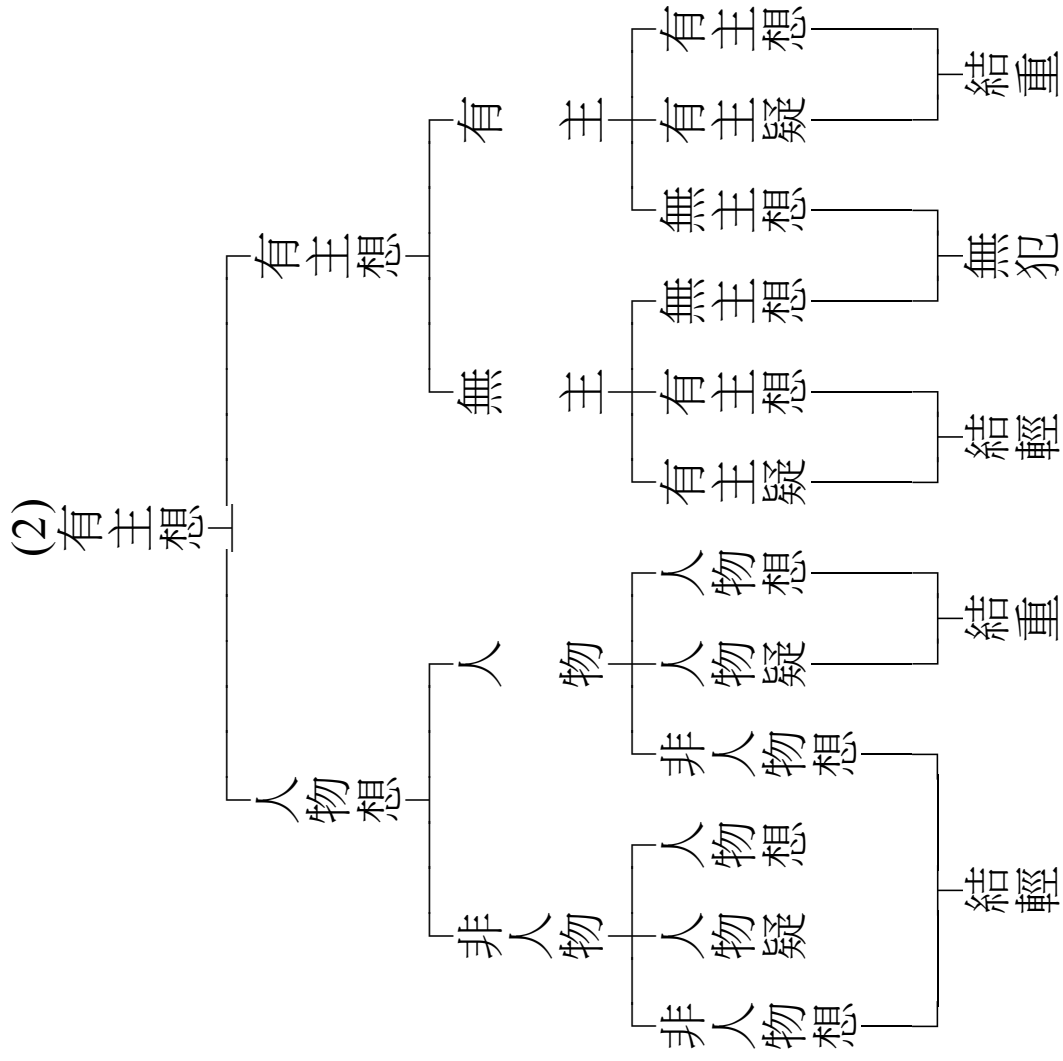 (2)有主想
有主想
人物想
有主
無主
人物
非人物
有主想
有主疑
無主想
無主想
有主想
有主疑
人物想
人物疑
非人物想
人物想
人物疑
非人物想
結重
無犯
結輕
結重
結輕